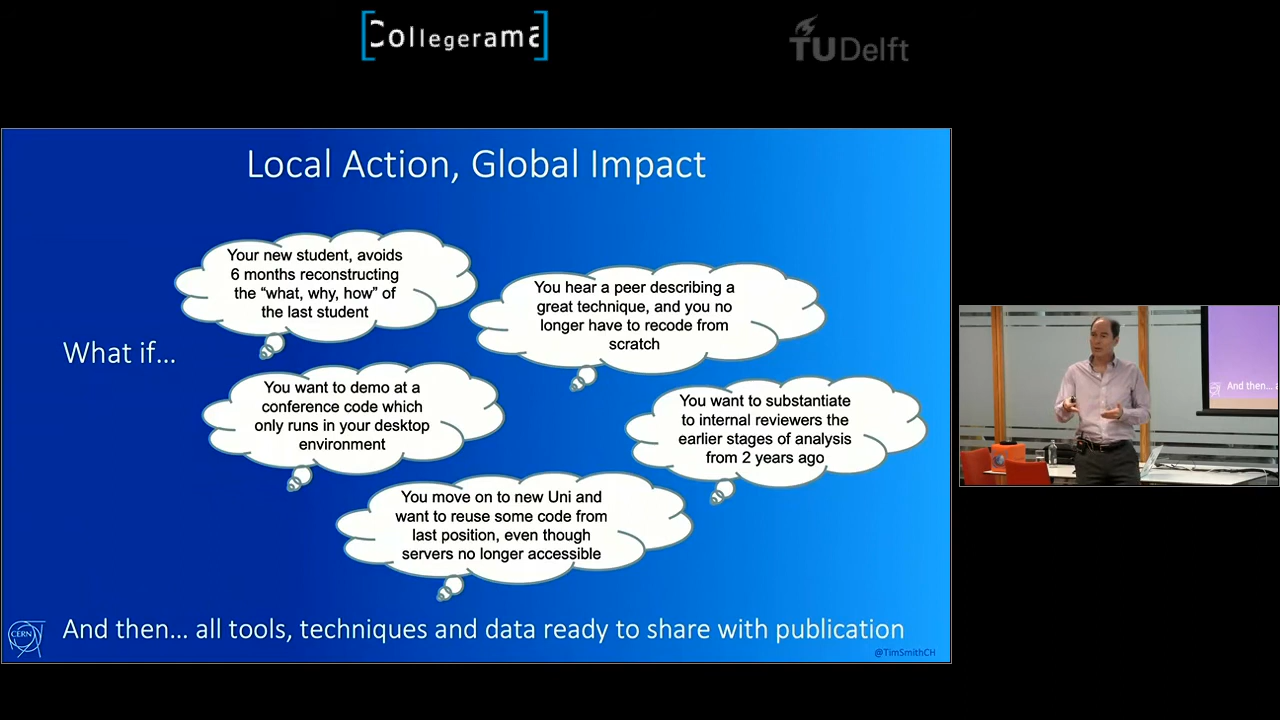 Collegerama
TUDelft
Local Action, Global Impact
Your new student, avoids
6 months reconstructing
the “what, why, how” of
the last student
You hear a peer describing a
great technique, and you no
longer have to recode from
scratch
What if...
You want to demo at a
conference code which
only runs in your desktop
environment
You want to substantiate
to internal reviewers the
earlier stages of analysis
from 2 years ago
You move on to new Uni and
want to reuse some code from
last position, even though
servers no longer accessible
And then... all tools, techniques and data ready to share with publication
CERN
@TimSmithCH
And then... a